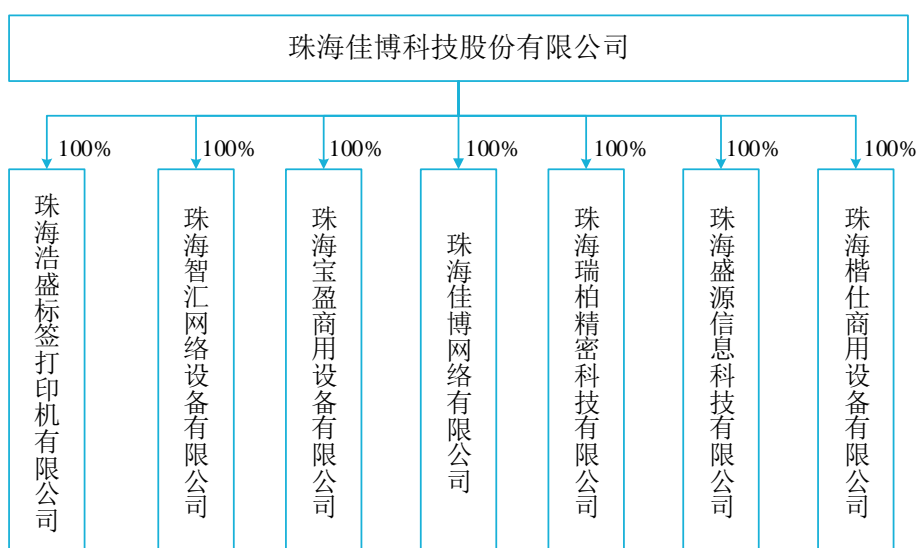 珠海佳博科技股份有限公司
100%
100%
100%
100%
100%
100%
100%
珠海浩盛标签打印机有限公司
珠海智汇网络设备有限公司
珠海宝盈商用设备有限公司
珠海佳博网络有限公司
珠海瑞柏精密科技有限公司
珠海盛源信息科技有限公司
珠海楷仕商用设备有限公司